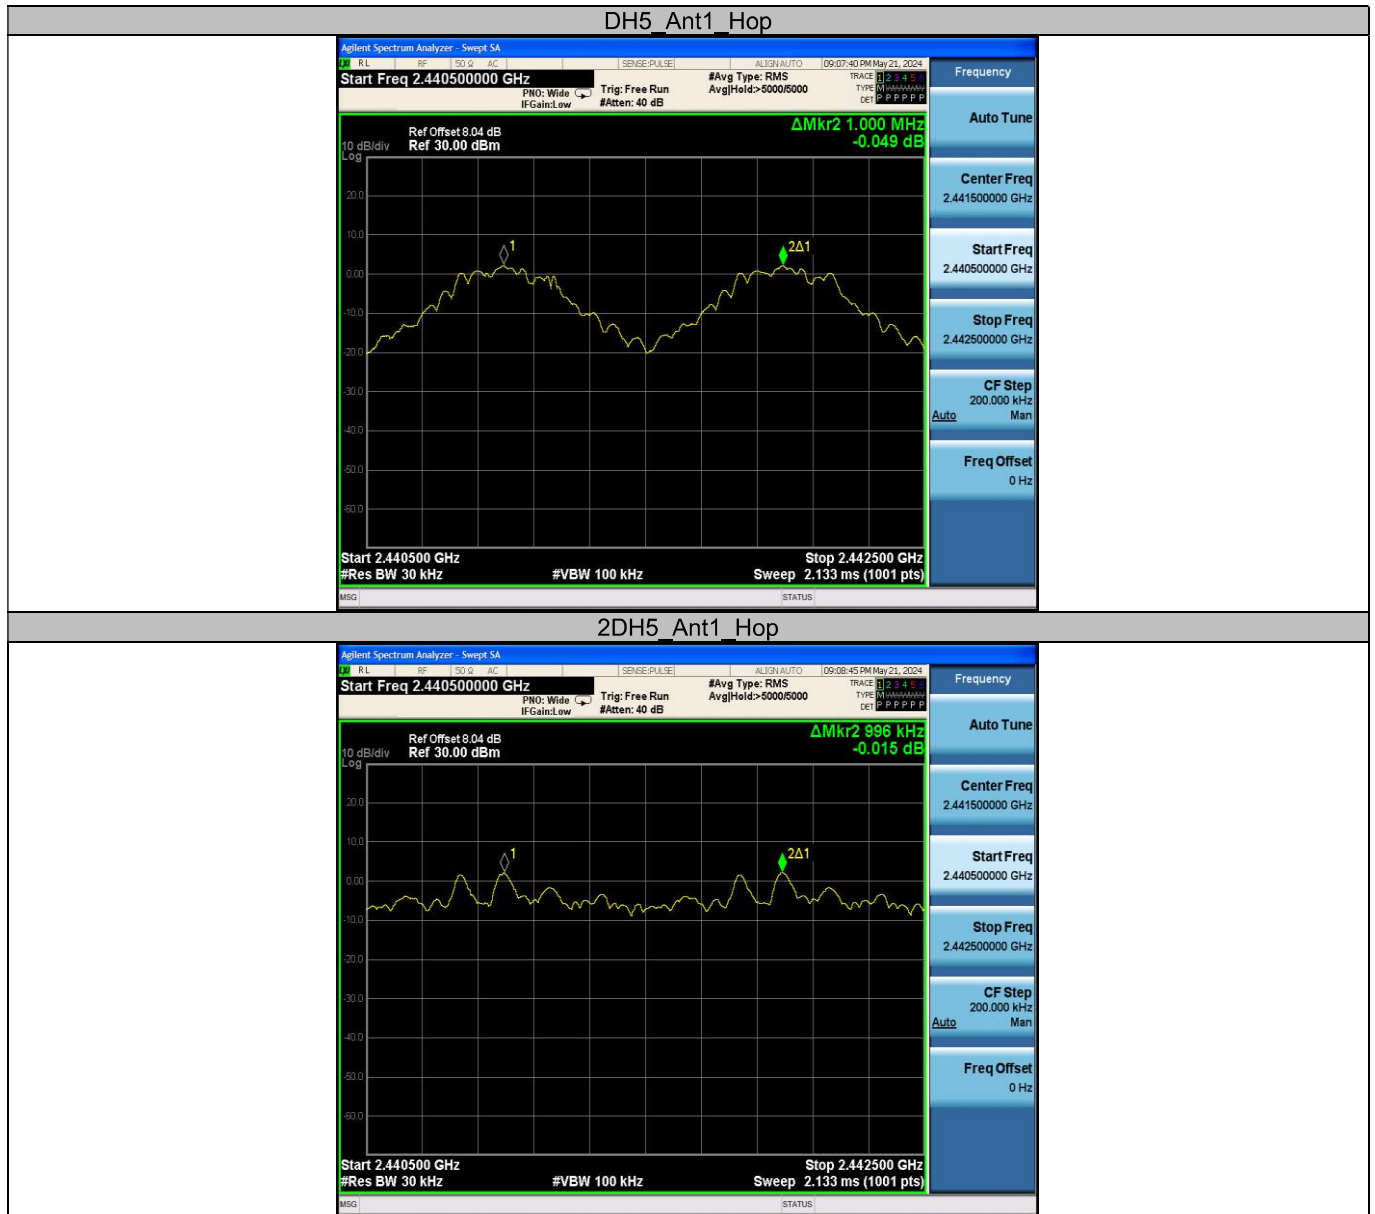 DH5_Ant1_Hop
Agilent Spectrum Analyzer - Swept SA
RL RF 50 Ω AC SENSE:PULSE ALIGN AUTO 09:07:40 PM May 21, 2024
Start Freq 2.440500000 GHz #Avg Type: RMS TRACE 1 2 3 4 5 6 Frequency
PNO: Wide Trig: Free Run Avg|Hold:>5000/5000 TYPE M
IFGain:Low #Atten: 40 dB DET P P P P P P
Auto Tune
ΔMkr2 1.000 MHz
Ref Offset 8.04 dB
-0.049 dB
10 dB/div Ref 30.00 dBm
Log
Center Freq
2.441500000 GHz
20.0
10.0
1
2Δ1
Start Freq
2.440500000 GHz
0.00
-10.0
Stop Freq
2.442500000 GHz
-20.0
-30.0
CF Step
200.000 kHz
Auto Man
-40.0
-50.0
Freq Offset
0 Hz
-60.0
Start 2.440500 GHz Stop 2.442500 GHz
#Res BW 30 kHz #VBW 100 kHz Sweep 2.133 ms (1001 pts)
MSG STATUS
2DH5_Ant1_Hop
Agilent Spectrum Analyzer - Swept SA
RL RF 50 Ω AC SENSE:PULSE ALIGN AUTO 09:08:45 PM May 21, 2024
Start Freq 2.440500000 GHz #Avg Type: RMS TRACE 1 2 3 4 5 6 Frequency
PNO: Wide Trig: Free Run Avg|Hold:>5000/5000 TYPE M
IFGain:Low #Atten: 40 dB DET P P P P P P
Auto Tune
ΔMkr2 996 kHz
Ref Offset 8.04 dB
-0.015 dB
10 dB/div Ref 30.00 dBm
Log
Center Freq
2.441500000 GHz
20.0
10.0
1
2Δ1
Start Freq
2.440500000 GHz
0.00
-10.0
Stop Freq
2.442500000 GHz
-20.0
-30.0
CF Step
200.000 kHz
Auto Man
-40.0
-50.0
Freq Offset
0 Hz
-60.0
Start 2.440500 GHz Stop 2.442500 GHz
#Res BW 30 kHz #VBW 100 kHz Sweep 2.133 ms (1001 pts)
MSG STATUS